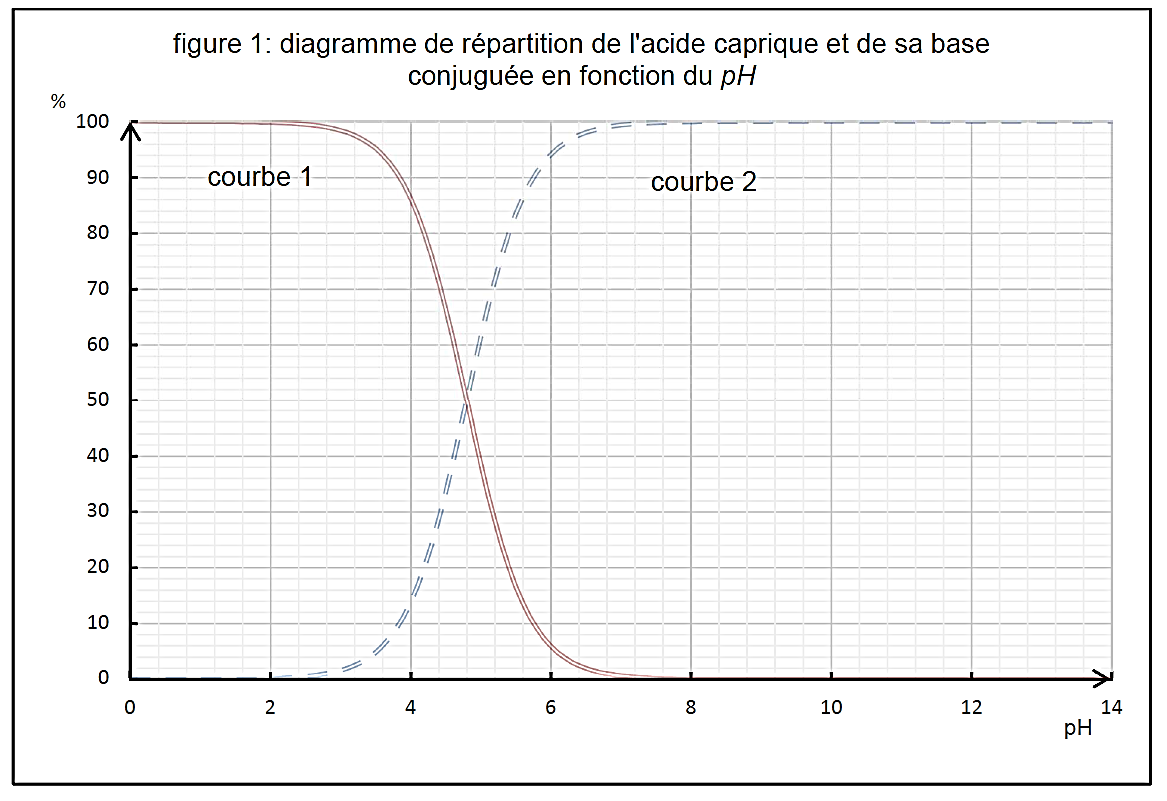 figure 1: diagramme de répartition de l'acide caprique et de sa base
conjuguée en fonction du pH
%
100
90
80
70
60
50
40
30
20
10
0
courbe 1
courbe 2
0 2 4 6 8 10 12 14
pH